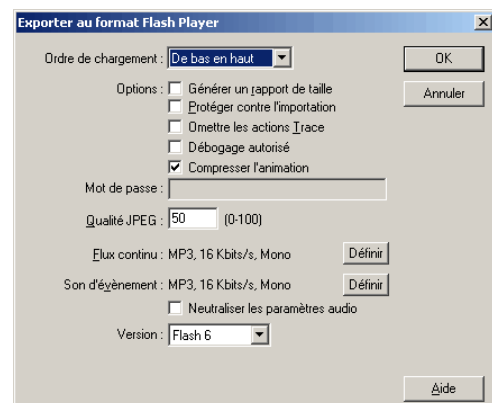 Exporter au format Flash Player
Ordre de chargement : De bas en haut
OK
Options : Générer un rapport de taille
Annuler
Protéger contre l'importation
Omettre les actions Trace
Débogage autorisé
Compresser l'animation
Mot de passe :
Qualité JPEG : 50 (0-100)
Flux continu : MP3, 16 Kbits/s, Mono Définir
Son d'évènement : MP3, 16 Kbits/s, Mono Définir
Neutraliser les paramètres audio
Version : Flash 6
Aide